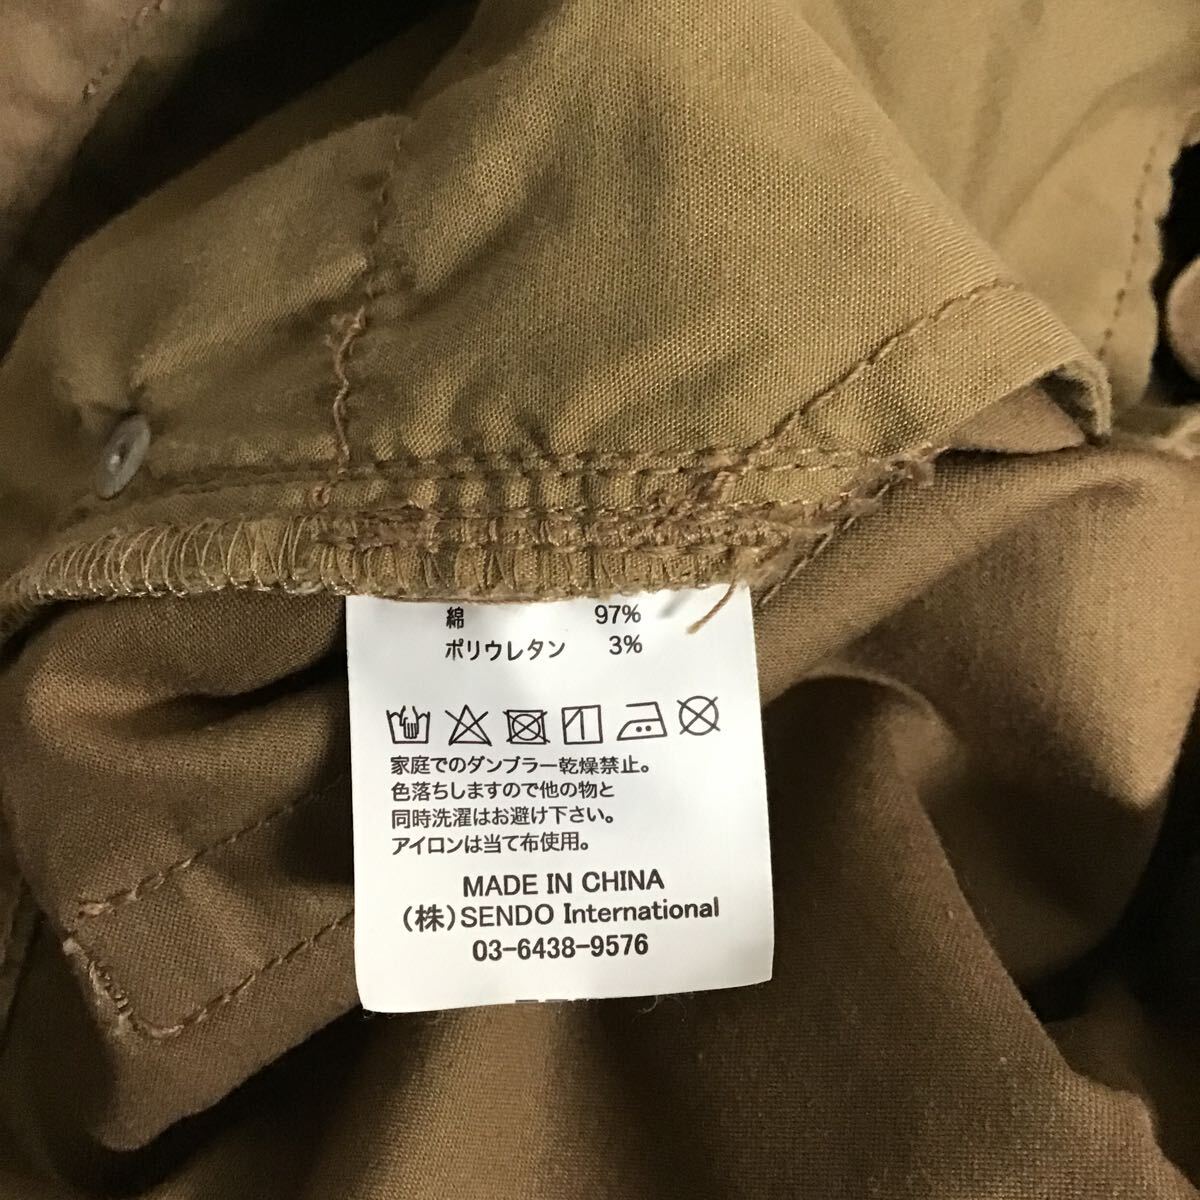 綿 97%
ポリウレタン 3%
家庭でのダンブラー乾燥禁止。
色落ちしますので他の物と
同時洗濯はお避け下さい。
アイロンは当て布使用。
MADE IN CHINA
(株)SENDO International
03-6438-9576